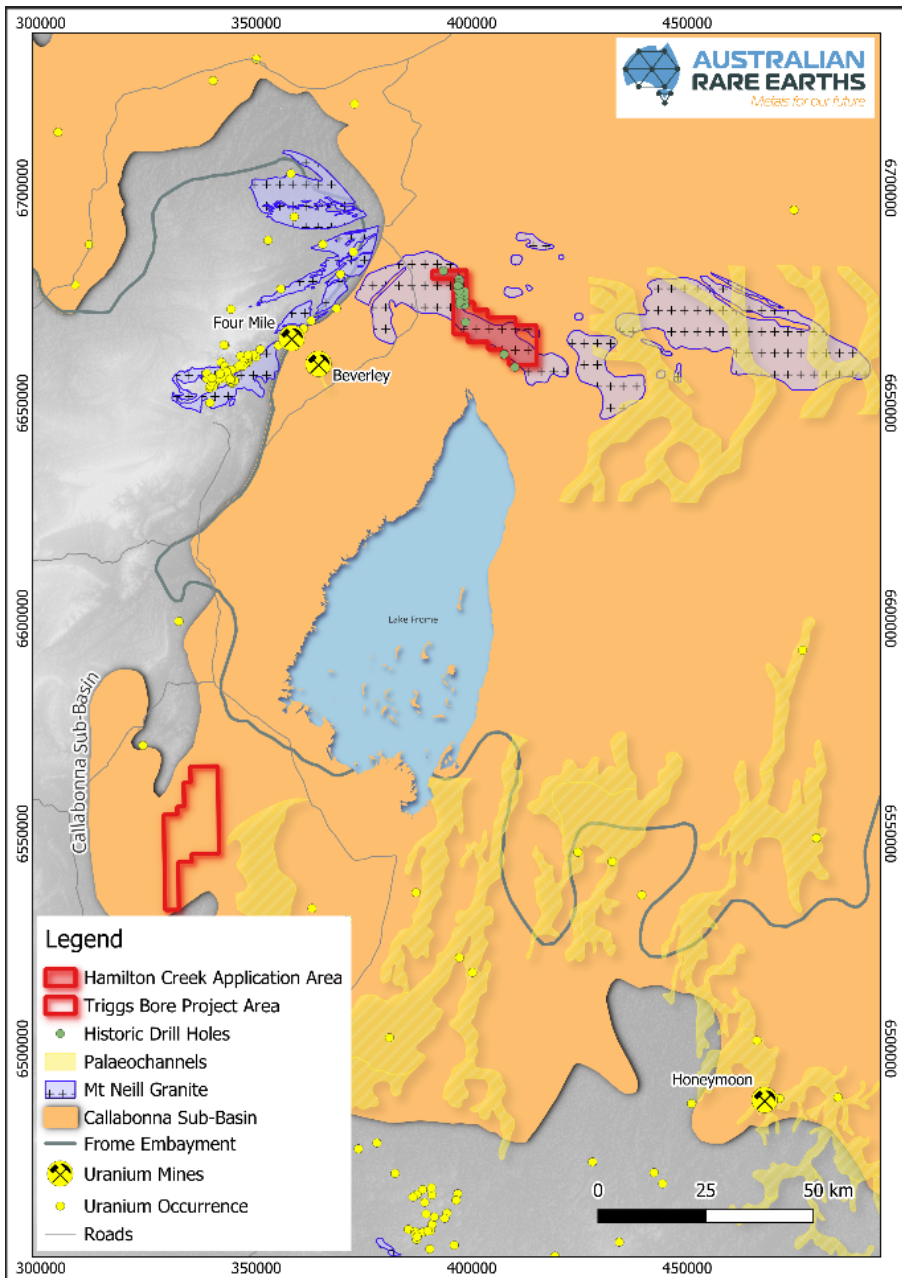 300000 350000 400000 450000
AUSTRALIAN
RARE EARTHS
Metals for our future
6700000
6700000
Four Mile
Beverley
6650000
6650000
Lake Frome
6600000
6600000
Callabonna Sub-Basin
6550000
6550000
Legend
Hamilton Creek Application Area
Triggs Bore Project Area
Historic Drill Holes
Palaeochannels
Mt Neill Granite
Callabonna Sub-Basin
Frome Embayment
Uranium Mines
Uranium Occurrence
Roads
6500000
6500000
Honeymoon
0 25 50 km
300000 350000 400000 450000